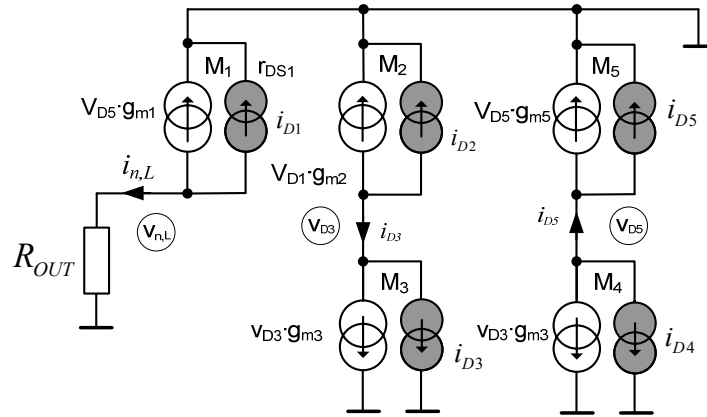 M1 rDS1
VD5·gm1
iD1
in,L
vn,L
ROUT
M2
iD2
VD1·gm2
vD3
iD3
M3
vD3·gm3
iD3
M5
VD5·gm5
iD5
iD5
vD5
M4
vD3·gm3
iD4